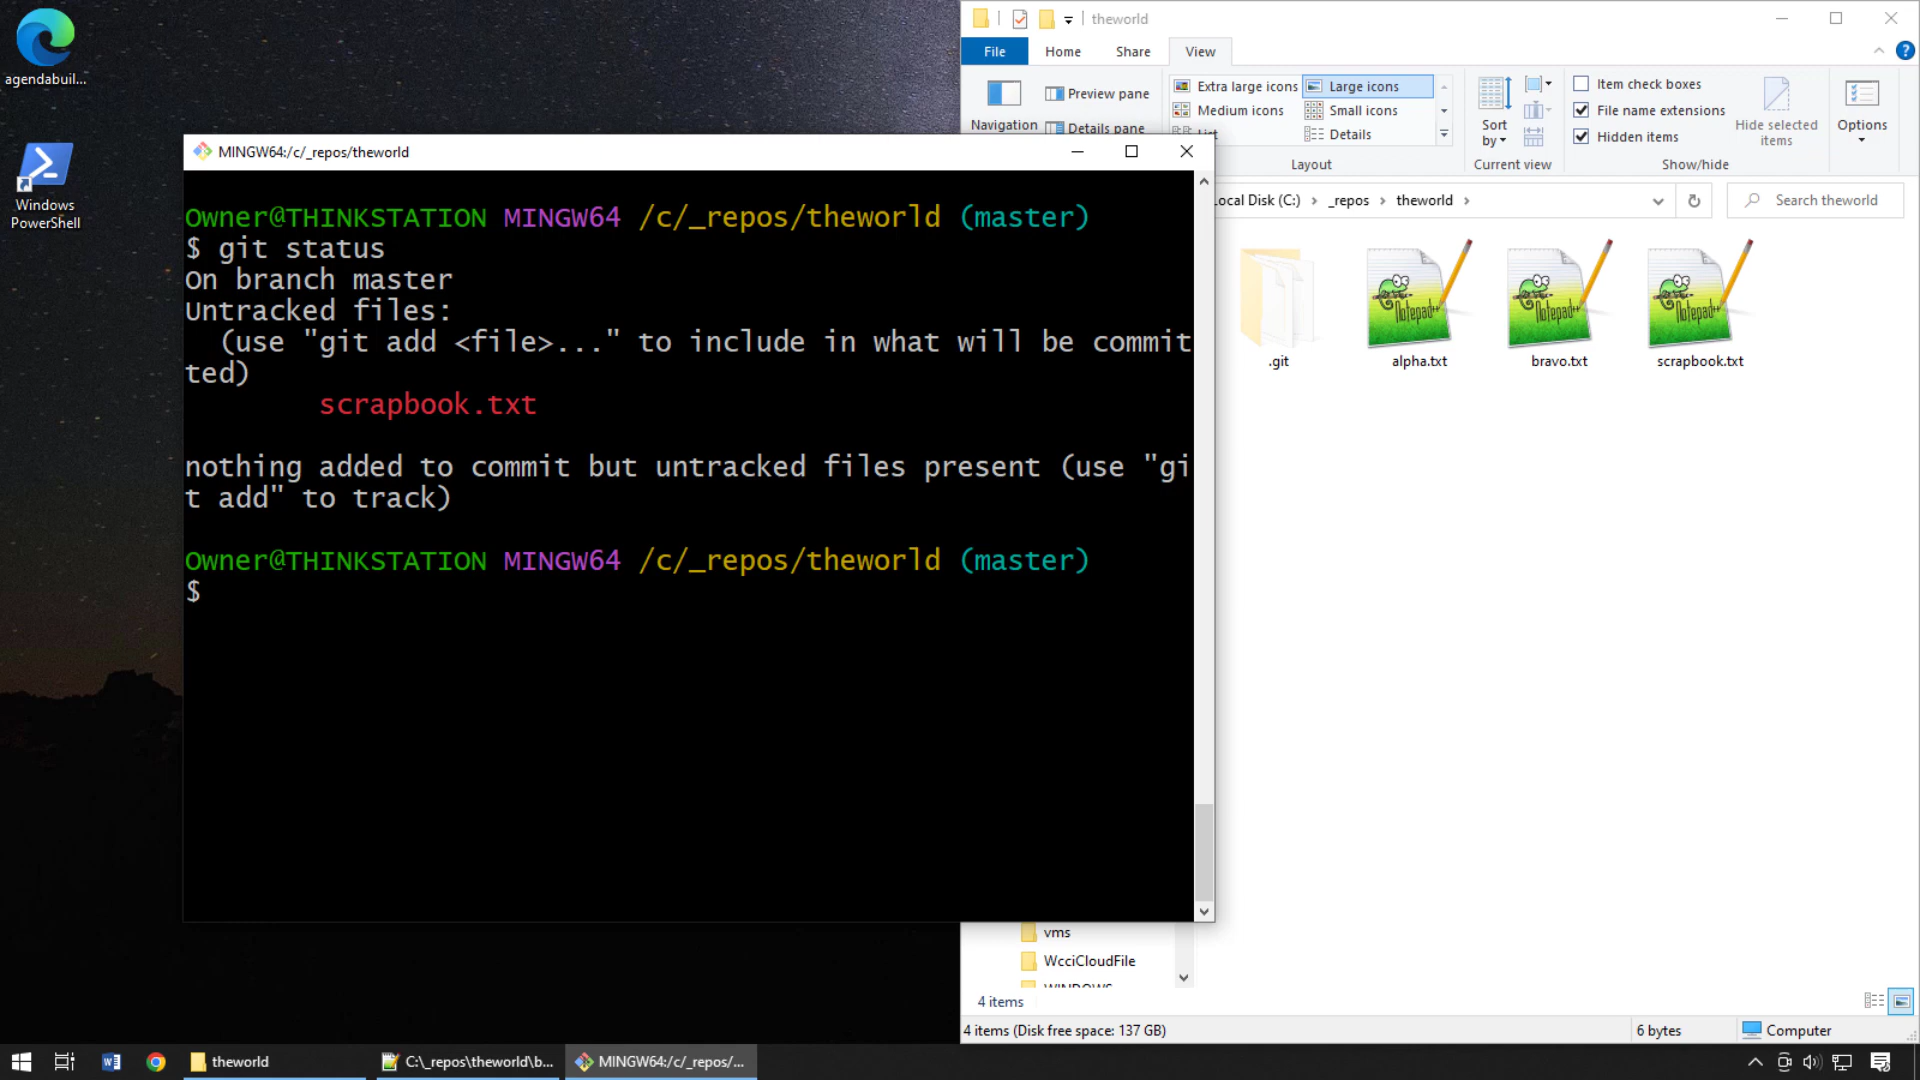 agendabuil...
Windows
PowerShell
theworld
File
Home
Share
View
Navigation
Preview pane
Details pane
Extra large icons
Large icons
Medium icons
Small icons
List
Details
Layout
Sort
by
Current view
Item check boxes
File name extensions
Hidden items
Hide selected
items
Show/hide
Options
MINGW64:/c/_repos/theworld
Owner@THINKSTATION MINGW64 /c/_repos/theworld (master)
$ git status
On branch master
Untracked files:
(use "git add <file>..." to include in what will be commit
ted)
scrapbook.txt
nothing added to commit but untracked files present (use "gi
t add" to track)
Owner@THINKSTATION MINGW64 /c/_repos/theworld (master)
$
Local Disk (C:) › _repos › theworld ›
Search theworld
.git
alpha.txt
bravo.txt
scrapbook.txt
Notepad++
Notepad++
Notepad++
vms
WcciCloudFile
WINDOWS
4 items
4 items (Disk free space: 137 GB)
6 bytes
Computer
theworld
C:\_repos\theworld\b...
MINGW64:/c/_repos/...